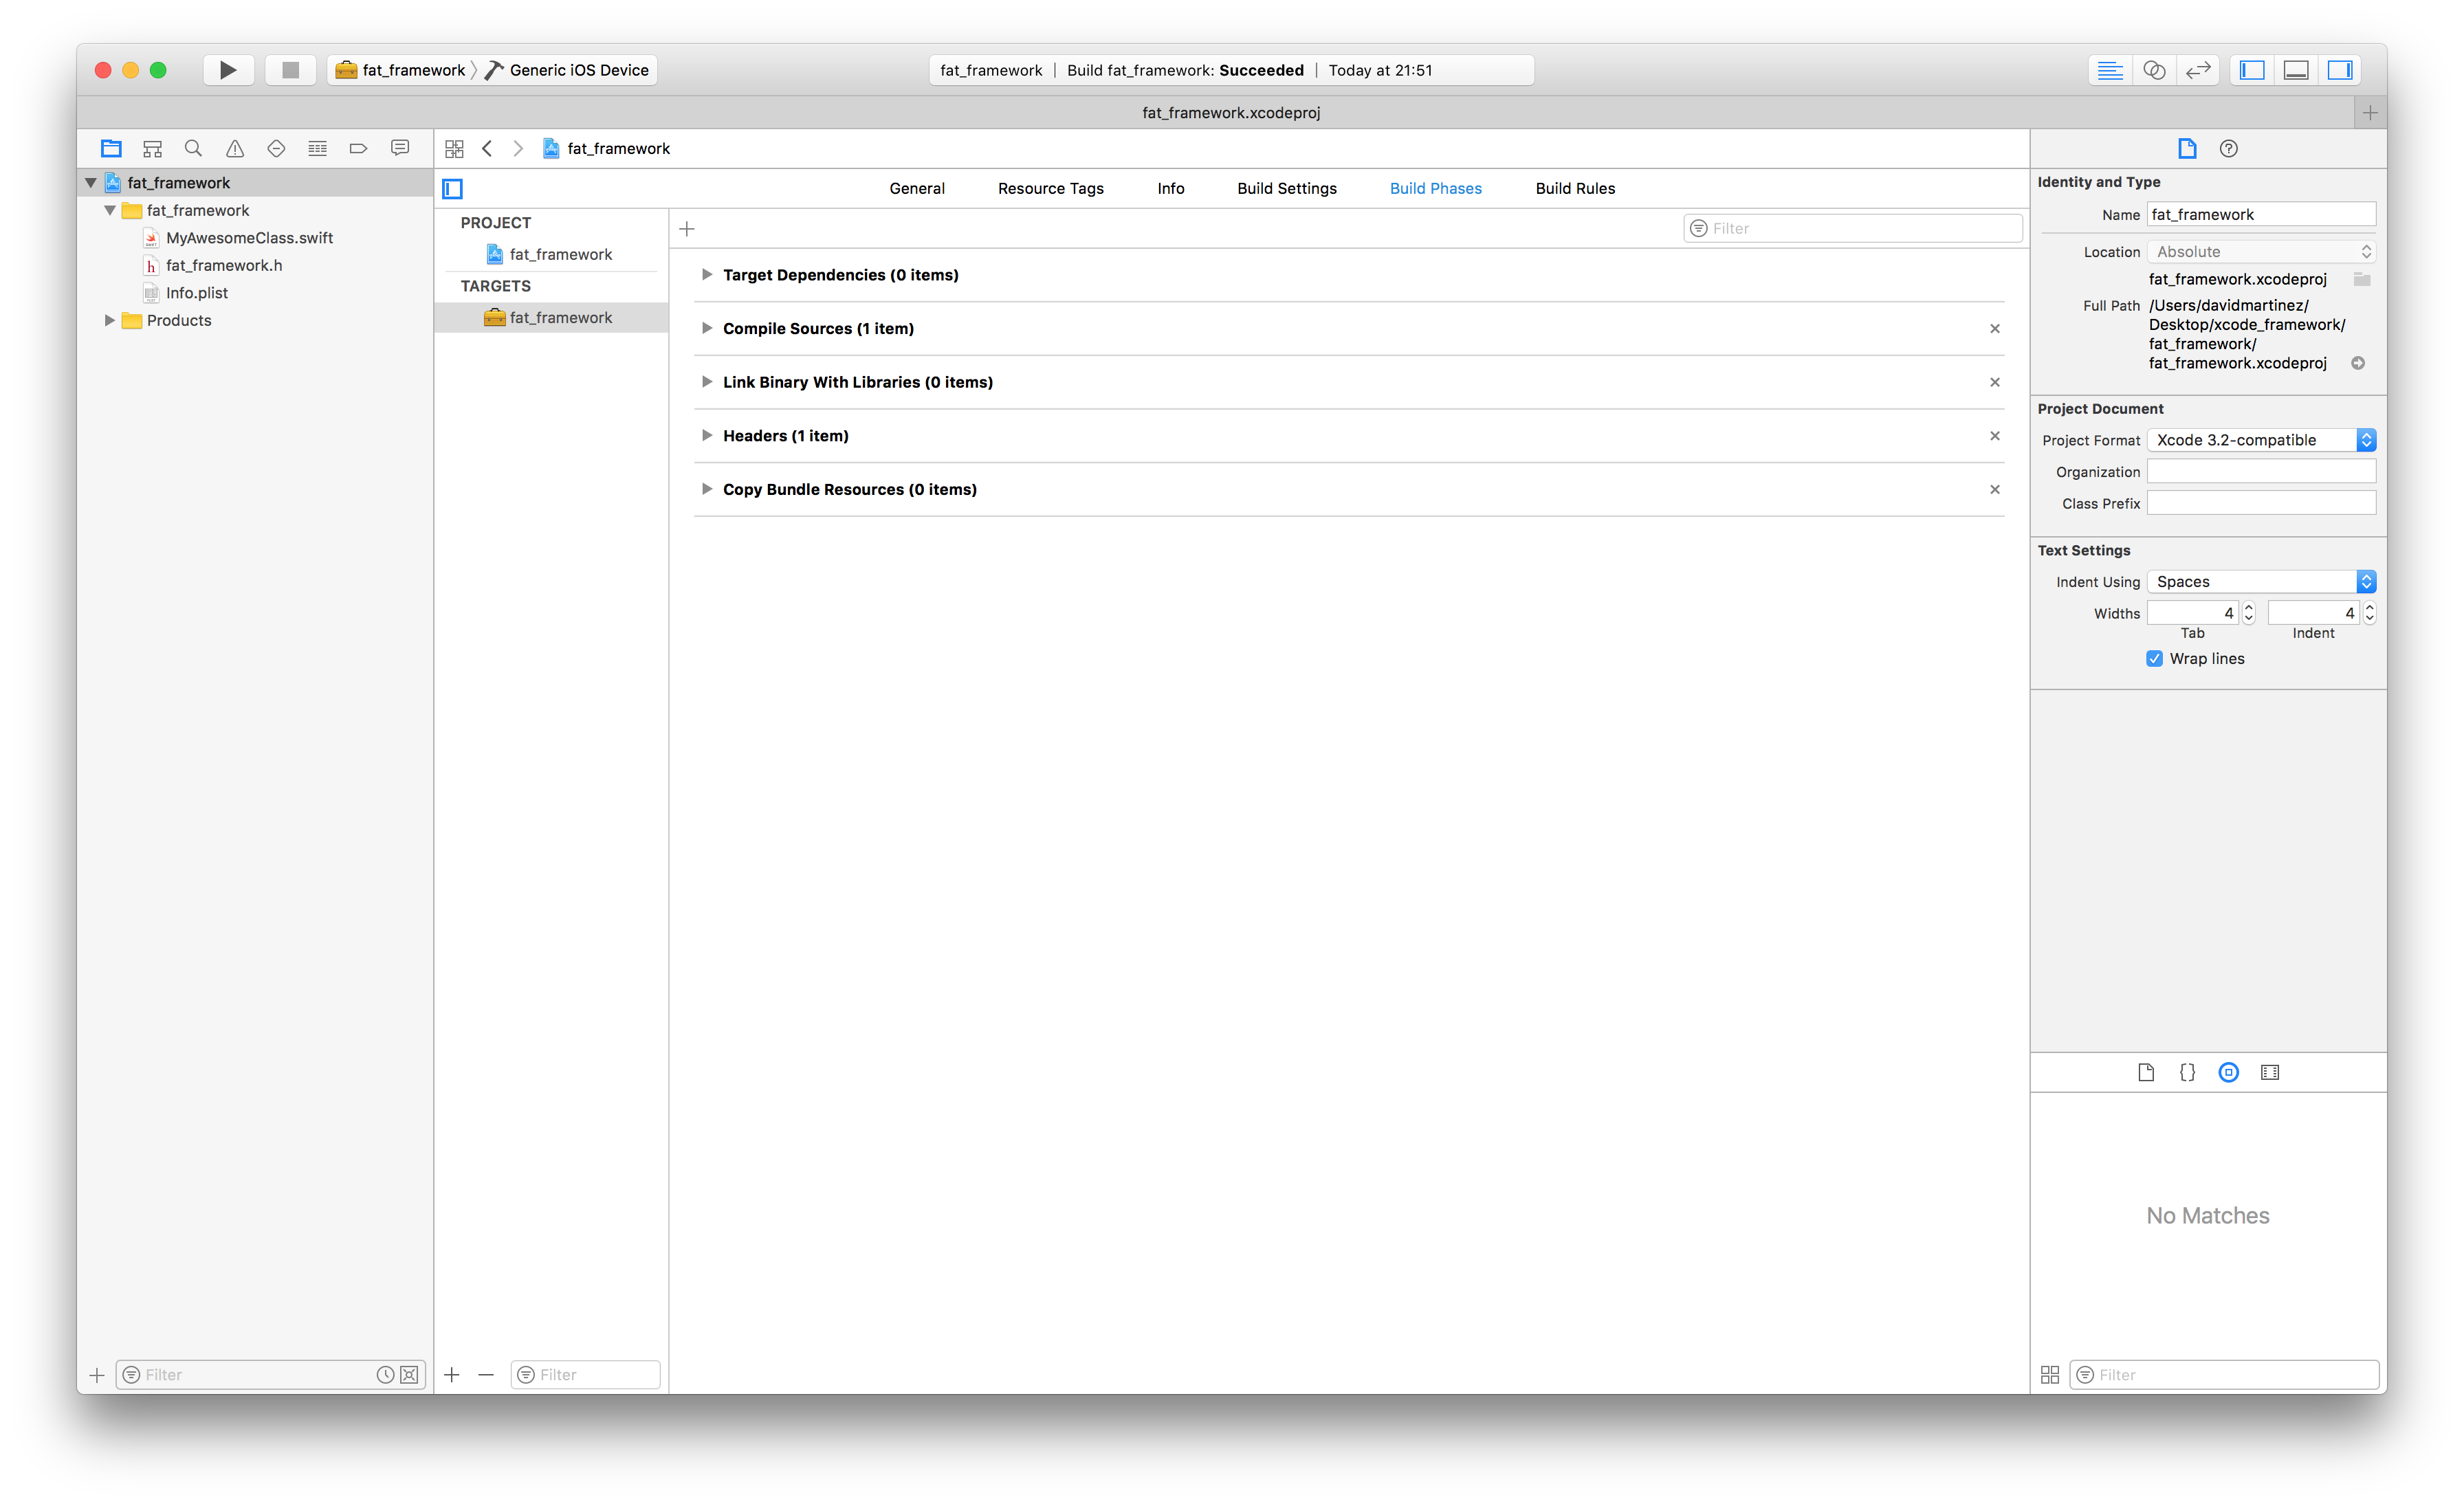 fat_framework
Generic iOS Device
fat_framework | Build fat_framework: Succeeded | Today at 21:51
fat_framework.xcodeproj
fat_framework
fat_framework
MyAwesomeClass.swift
h fat_framework.h
Info.plist
Products
Filter
fat_framework
General Resource Tags Info Build Settings Build Phases Build Rules
PROJECT
fat_framework
TARGETS
fat_framework
Filter
Filter
Target Dependencies (0 items)
Compile Sources (1 item)
Link Binary With Libraries (0 items)
Headers (1 item)
Copy Bundle Resources (0 items)
Identity and Type
Name fat_framework
Location Absolute
fat_framework.xcodeproj
Full Path /Users/davidmartinez/
Desktop/xcode_framework/
fat_framework/
fat_framework.xcodeproj
Project Document
Project Format Xcode 3.2-compatible
Organization
Class Prefix
Text Settings
Indent Using Spaces
Widths 4 4
Tab Indent
Wrap lines
No Matches
Filter